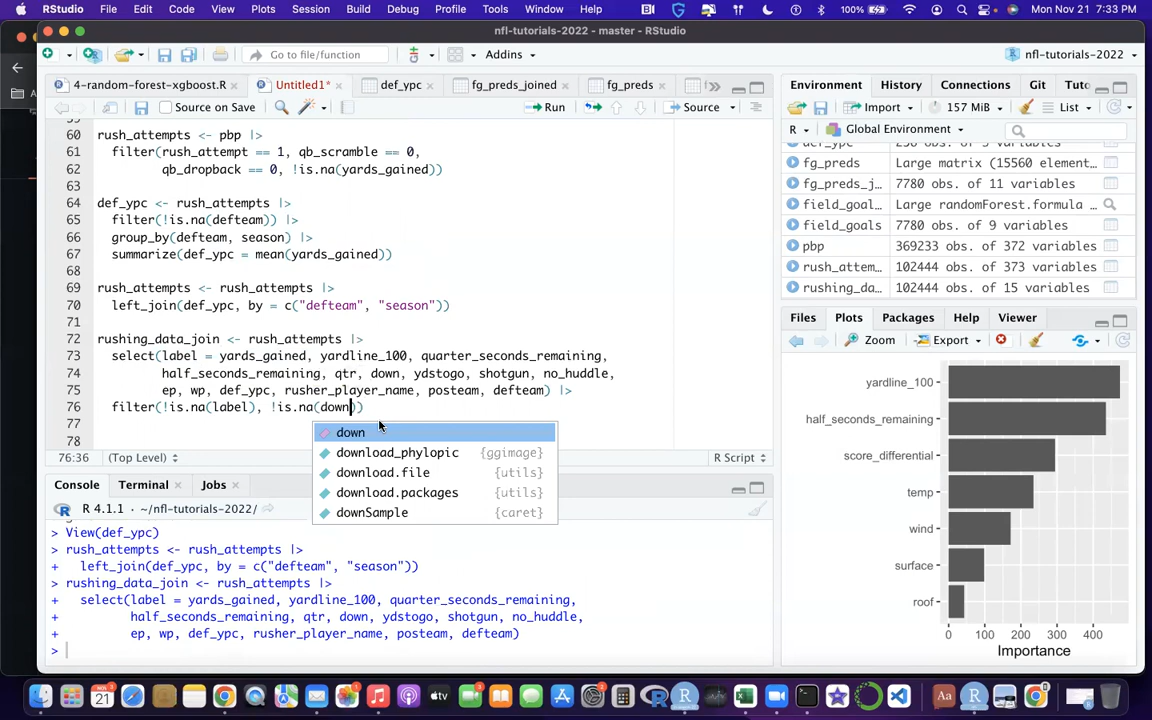 RStudio File Edit Code View Plots Session Build Debug Profile Tools Window Help 100% Mon Nov 21 7:33 PM
nfl-tutorials-2022 - master - RStudio
Go to file/function Addins nfl-tutorials-2022
4-random-forest-xgboost.R Untitled1* def_ypc fg_preds_joined fg_preds
Source on Save Run Source
60 rush_attempts <- pbp |>
61 filter(rush_attempt == 1, qb_scramble == 0,
62 qb_dropback == 0, !is.na(yards_gained))
63
64 def_ypc <- rush_attempts |>
65 filter(!is.na(defteam)) |>
66 group_by(defteam, season) |>
67 summarize(def_ypc = mean(yards_gained))
68
69 rush_attempts <- rush_attempts |>
70 left_join(def_ypc, by = c("defteam", "season"))
71
72 rushing_data_join <- rush_attempts |>
73 select(label = yards_gained, yardline_100, quarter_seconds_remaining,
74 half_seconds_remaining, qtr, down, ydstogo, shotgun, no_huddle,
75 ep, wp, def_ypc, rusher_player_name, posteam, defteam) |>
76 filter(!is.na(label), !is.na(down))
77
78
down
download_phylopic {ggimage}
download.file {utils}
download.packages {utils}
downSample {caret}
76:36 (Top Level) R Script
Console Terminal Jobs
R 4.1.1 · ~/nfl-tutorials-2022/
> View(def_ypc)
> rush_attempts <- rush_attempts |>
+ left_join(def_ypc, by = c("defteam", "season"))
> rushing_data_join <- rush_attempts |>
+ select(label = yards_gained, yardline_100, quarter_seconds_remaining,
+ half_seconds_remaining, qtr, down, ydstogo, shotgun, no_huddle,
+ ep, wp, def_ypc, rusher_player_name, posteam, defteam)
>
Environment History Connections Git Tuto
Import 157 MiB List
R Global Environment
fg_preds Large matrix (15560 element…
fg_preds_j… 7780 obs. of 11 variables
field_goal… Large randomForest.formula …
field_goals 7780 obs. of 9 variables
pbp 369233 obs. of 372 variables
rush_attem… 102444 obs. of 373 variables
rushing_da… 102444 obs. of 15 variables
Files Plots Packages Help Viewer
Zoom Export
yardline_100
half_seconds_remaining
score_differential
temp
wind
surface
roof
0 100 200 300 400
Importance